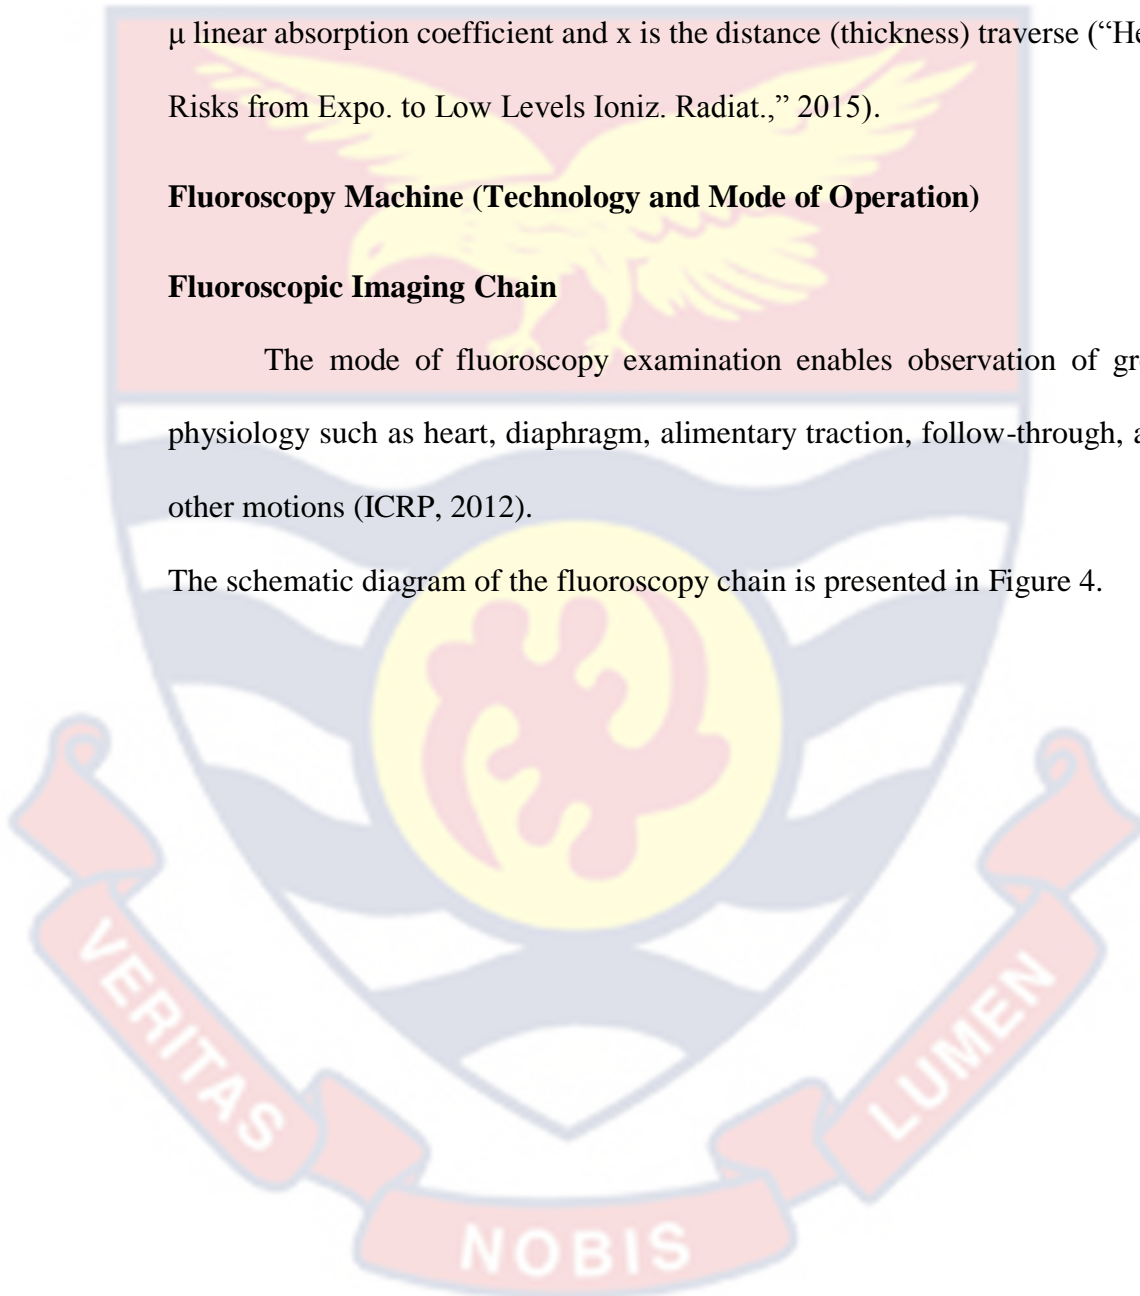 μ linear absorption coefficient and x is the distance (thickness) traverse (“He
Risks from Expo. to Low Levels Ioniz. Radiat.,” 2015).
Fluoroscopy Machine (Technology and Mode of Operation)
Fluoroscopic Imaging Chain
The mode of fluoroscopy examination enables observation of gr
physiology such as heart, diaphragm, alimentary traction, follow-through, a
other motions (ICRP, 2012).
The schematic diagram of the fluoroscopy chain is presented in Figure 4.
VERITAS
NOBIS
LUMEN